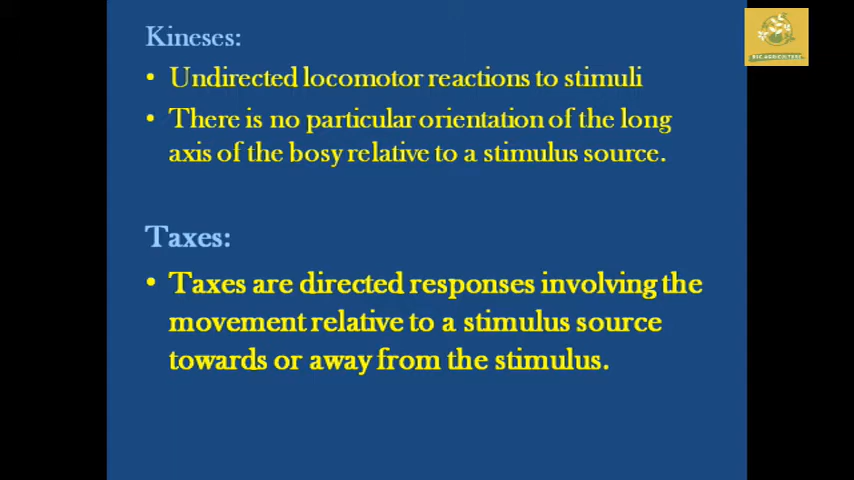 Kineses:
• Undirected locomotor reactions to stimuli
• There is no particular orientation of the long
axis of the bosy relative to a stimulus source.
Taxes:
• Taxes are directed responses involving the
movement relative to a stimulus source
towards or away from the stimulus.